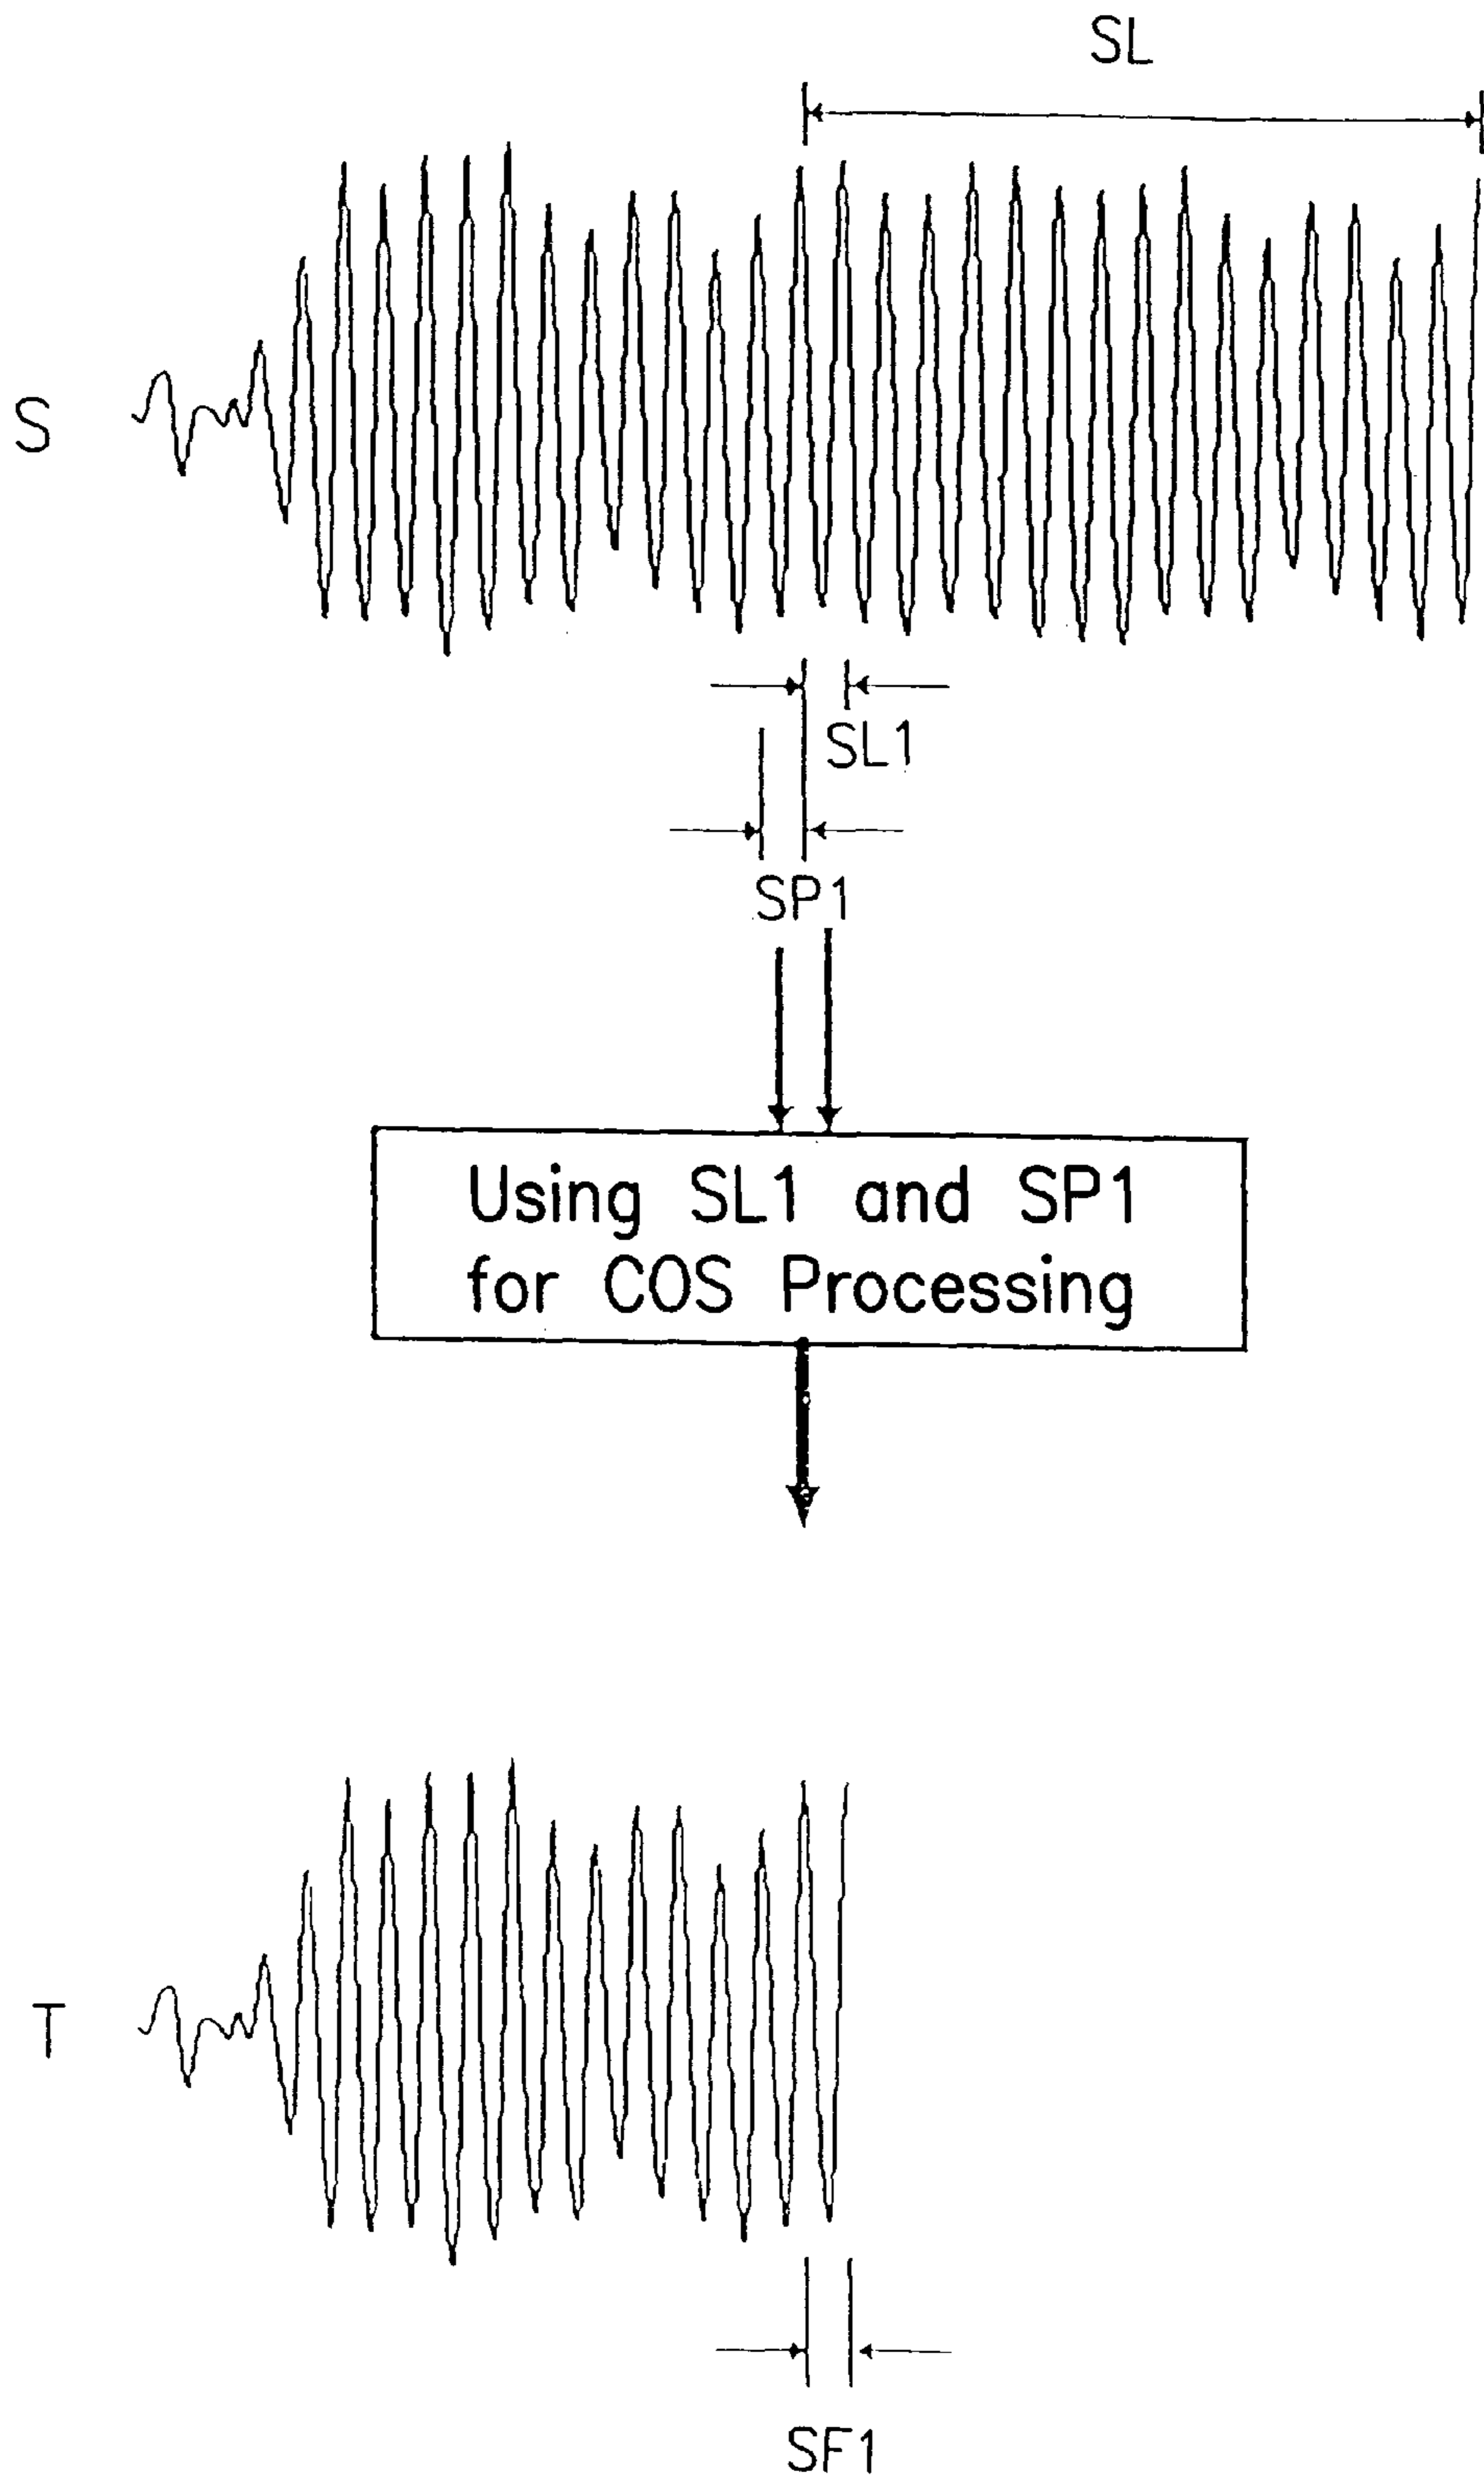 SL
S
SL1
SP1
Using SL1 and SP1
for COS Processing
T
SF1